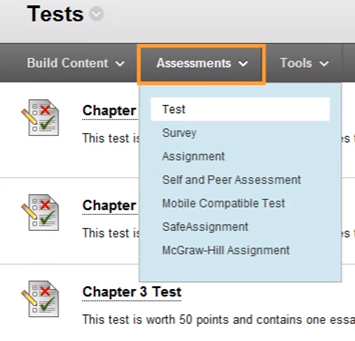 Tests
Build Content Assessments Tools
Chapter
This test is
Test
Survey
Assignment
Self and Peer Assessment
Mobile Compatible Test
SafeAssignment
McGraw-Hill Assignment
Chapter
This test is
Chapter 3 Test
This test is worth 50 points and contains one